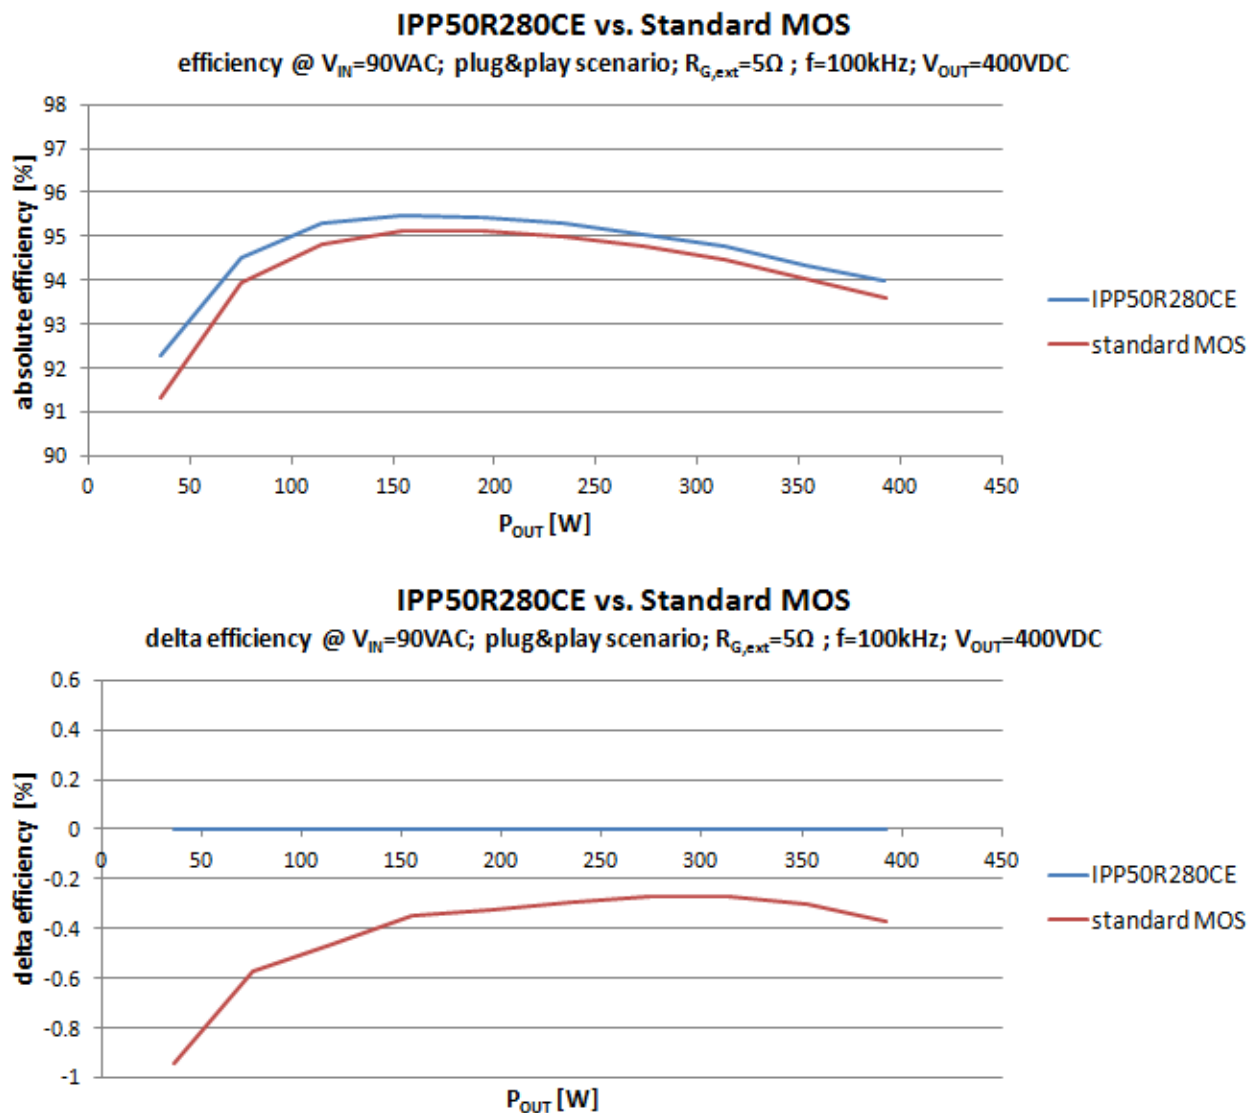 IPP50R280CE vs. Standard MOS
efficiency @ VIN=90VAC; plug&play scenario; RG,ext=5Ω ; f=100kHz; VOUT=400VDC
98
97
96
95
94
93
92
91
90
absolute efficiency [%]
0 50 100 150 200 250 300 350 400 450
POUT [W]
IPP50R280CE
standard MOS
IPP50R280CE vs. Standard MOS
delta efficiency @ VIN=90VAC; plug&play scenario; RG,ext=5Ω ; f=100kHz; VOUT=400VDC
0.6
0.4
0.2
0
-0.2
-0.4
-0.6
-0.8
-1
delta efficiency [%]
0 50 100 150 200 250 300 350 400 450
POUT [W]
IPP50R280CE
standard MOS